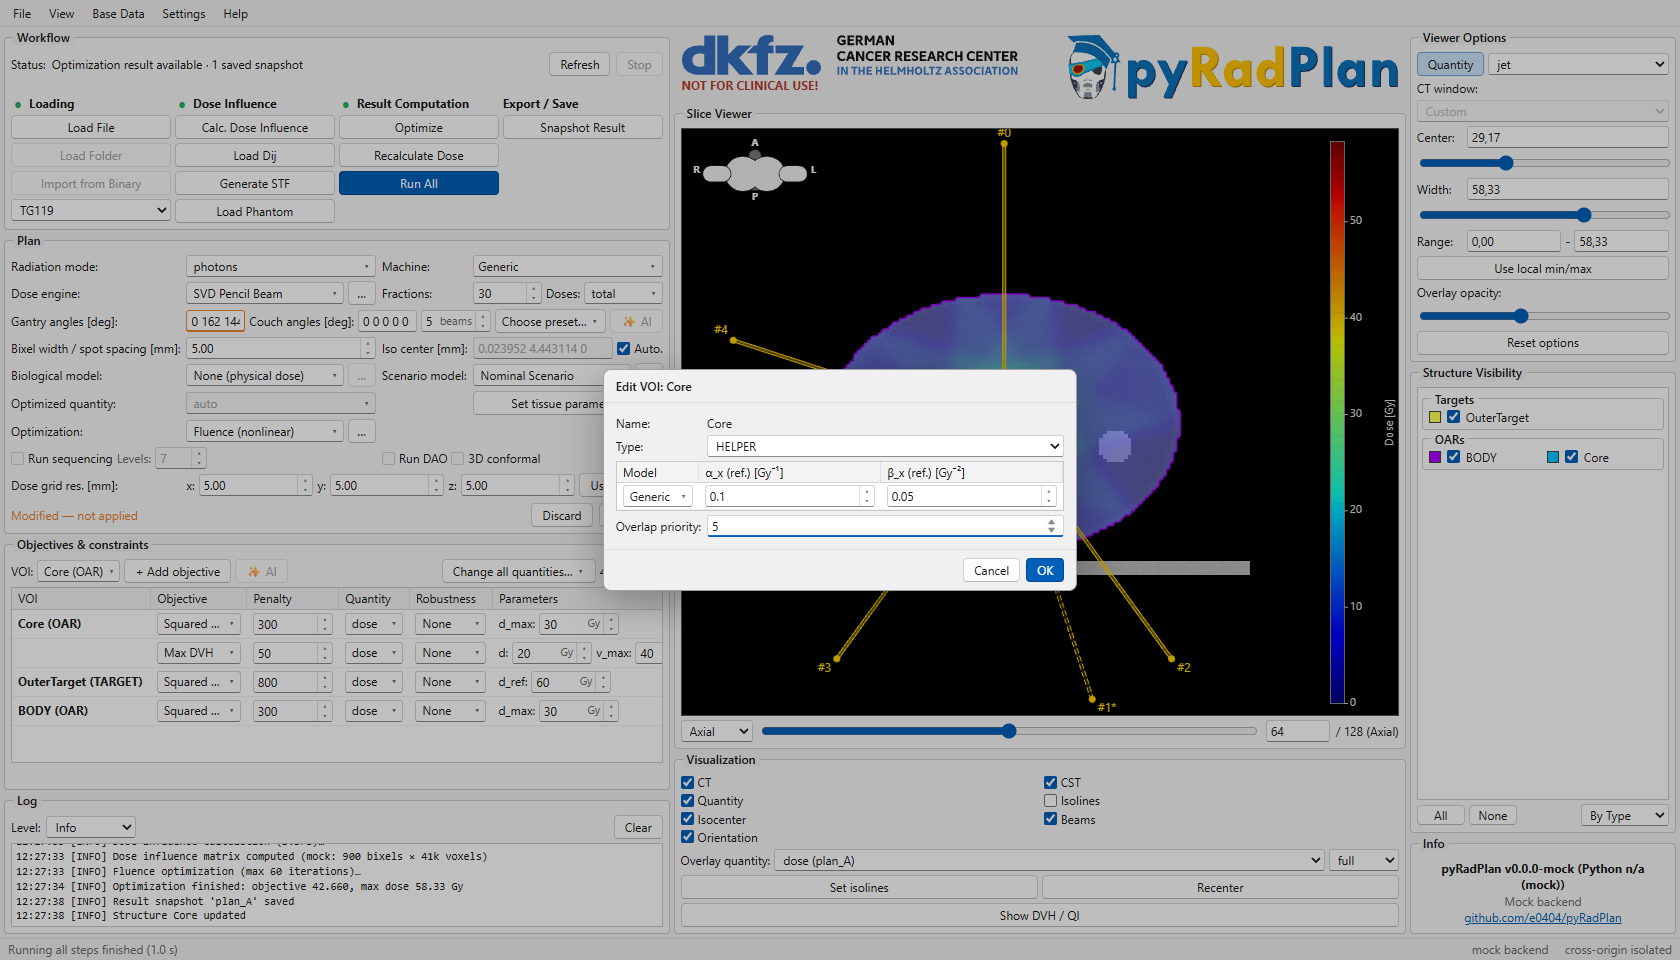 File View Base Data Settings Help
Workflow
Status: Optimization result available · 1 saved snapshot
Refresh Stop
Loading Dose Influence Result Computation Export / Save
Load File Calc. Dose Influence Optimize Snapshot Result
Load Folder Load Dij Recalculate Dose
Import from Binary Generate STF Run All
TG119 Load Phantom
Plan
Radiation mode: photons Machine: Generic
Dose engine: SVD Pencil Beam ... Fractions: 30 Doses: total
Gantry angles [deg]: 0 162 144 Couch angles [deg]: 0 0 0 0 0 5 beams Choose preset... AI
Bixel width / spot spacing [mm]: 5.00 Iso center [mm]: 0.023952 4.443114 0 Auto.
Biological model: None (physical dose) ... Scenario model: Nominal Scenario
Optimized quantity: auto Set tissue parame
Optimization: Fluence (nonlinear) ...
Run sequencing Levels: 7 Run DAO 3D conformal
Dose grid res. [mm]: x: 5.00 y: 5.00 z: 5.00 Us
Modified — not applied Discard
Objectives & constraints
VOI: Core (OAR) + Add objective AI Change all quantities...
VOI Objective Penalty Quantity Robustness Parameters
Core (OAR) Squared ... 300 dose None d_max: 30 Gy
Max DVH 50 dose None d: 20 Gy v_max: 40
OuterTarget (TARGET) Squared ... 800 dose None d_ref: 60 Gy
BODY (OAR) Squared ... 300 dose None d_max: 30 Gy
Log
Level: Info Clear
12:27:33 [INFO] Dose influence matrix computed (mock: 900 bixels × 41k voxels)
12:27:33 [INFO] Fluence optimization (max 60 iterations)…
12:27:34 [INFO] Optimization finished: objective 42.660, max dose 58.33 Gy
12:27:38 [INFO] Result snapshot 'plan_A' saved
12:27:38 [INFO] Structure Core updated
Running all steps finished (1.0 s)
dkfz.
GERMAN
CANCER RESEARCH CENTER
IN THE HELMHOLTZ ASSOCIATION
NOT FOR CLINICAL USE!
pyRadPlan
Slice Viewer
A
R L
P
#0
#4
#3
#2
#1*
50
40
30
20
10
0
Dose [Gy]
Axial 64 / 128 (Axial)
Edit VOI: Core
Name: Core
Type: HELPER
Model α_x (ref.) [Gy⁻¹] β_x (ref.) [Gy⁻²]
Generic 0.1 0.05
Overlap priority: 5
Cancel OK
Visualization
CT CST
Quantity Isolines
Isocenter Beams
Orientation
Overlay quantity: dose (plan_A) full
Set isolines Recenter
Show DVH / QI
Viewer Options
Quantity jet
CT window:
Custom
Center: 29,17
Width: 58,33
Range: 0,00 - 58,33
Use local min/max
Overlay opacity:
Reset options
Structure Visibility
Targets
OuterTarget
OARs
BODY Core
All None By Type
Info
pyRadPlan v0.0.0-mock (Python n/a
(mock))
Mock backend
github.com/e0404/pyRadPlan
mock backend cross-origin isolated